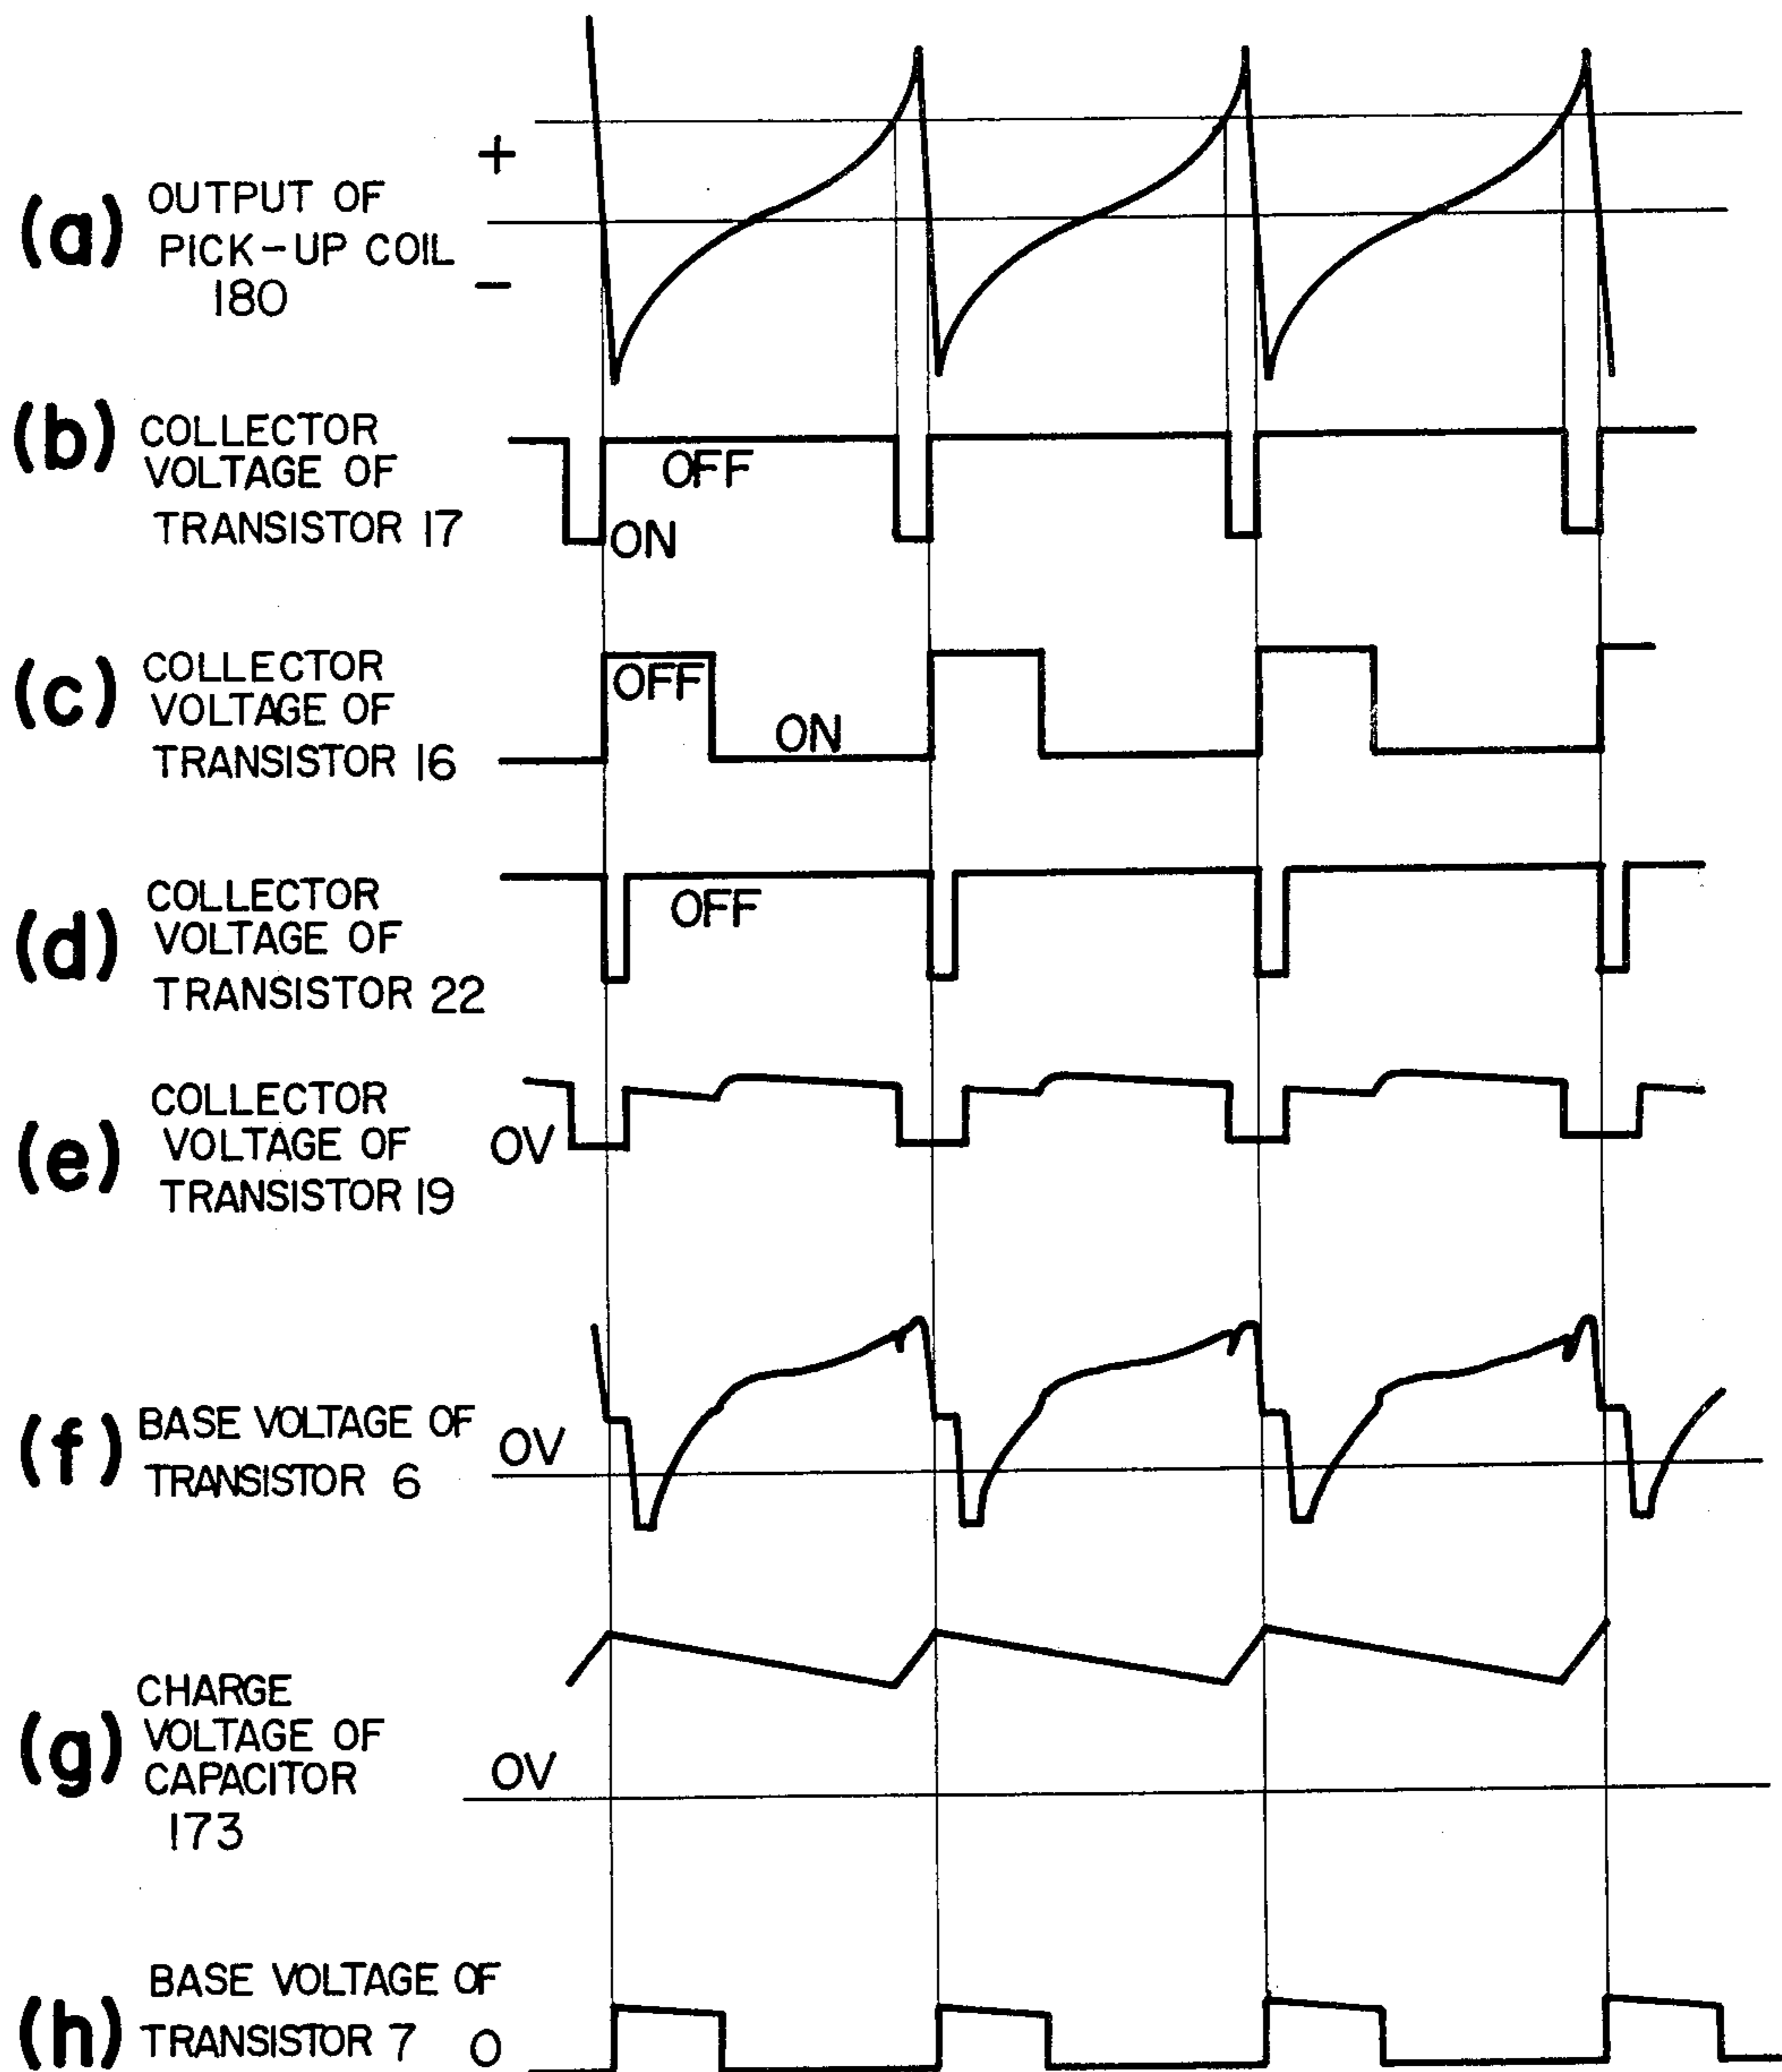 (a) OUTPUT OF
PICK-UP COIL
180
+
-
(b) COLLECTOR
VOLTAGE OF
TRANSISTOR 17
OFF
ON
(c) COLLECTOR
VOLTAGE OF
TRANSISTOR 16
OFF
ON
(d) COLLECTOR
VOLTAGE OF
TRANSISTOR 22
OFF
(e) COLLECTOR
VOLTAGE OF
TRANSISTOR 19
OV
(f) BASE VOLTAGE OF
TRANSISTOR 6
OV
(g) CHARGE
VOLTAGE OF
CAPACITOR
173
OV
(h) BASE VOLTAGE OF
TRANSISTOR 7
O